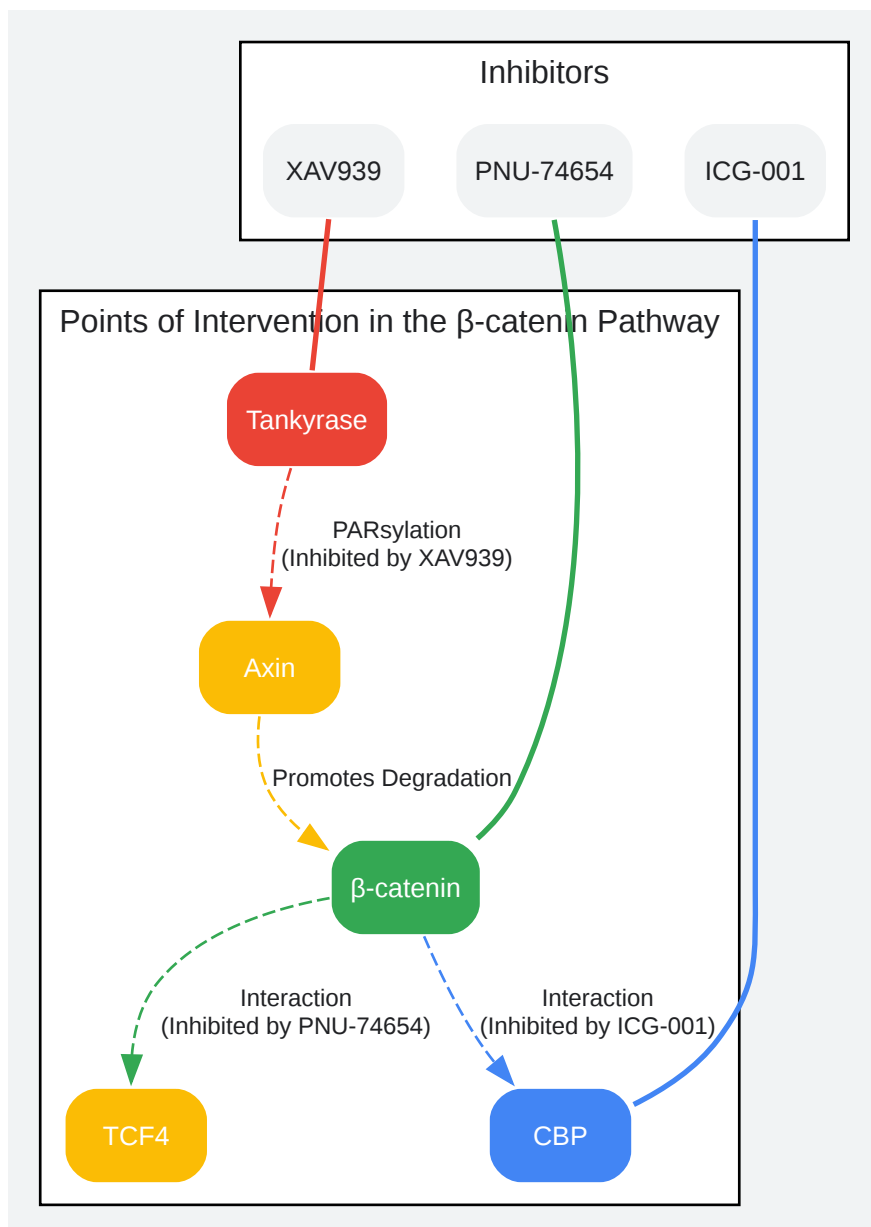 Inhibitors
XAV939
PNU-74654
ICG-001
Points of Intervention in the β-catenin Pathway
Tankyrase
PARsylation
(Inhibited by XAV939)
Axin
Promotes Degradation
β-catenin
Interaction
(Inhibited by PNU-74654)
Interaction
(Inhibited by ICG-001)
TCF4
CBP